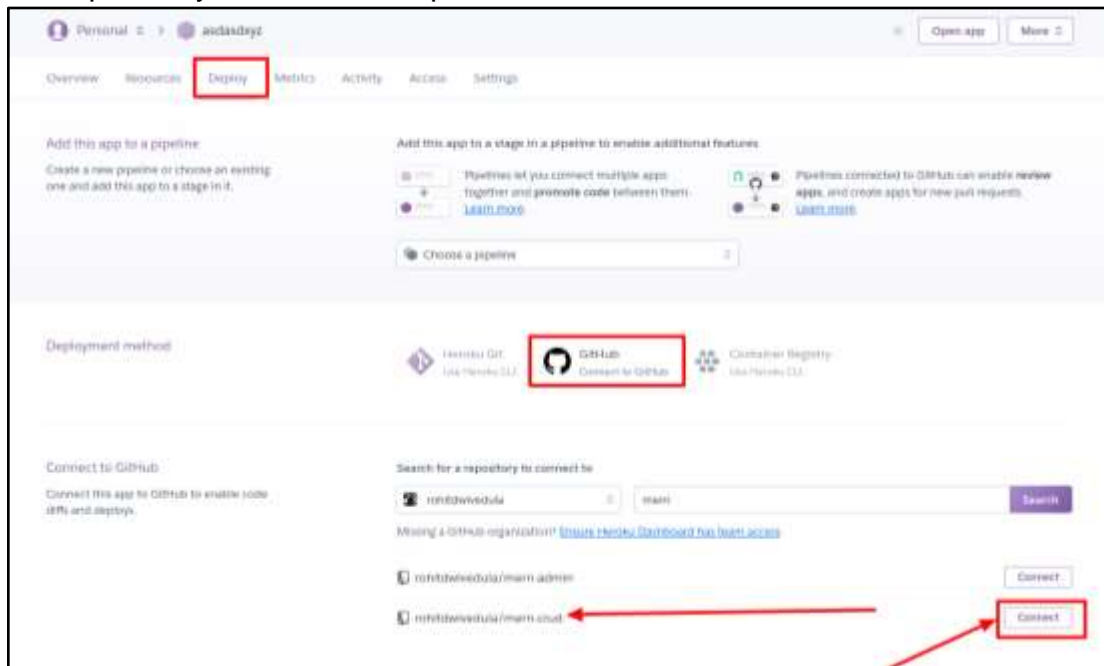 Personal
asdasdxyz
Open app
More
Overview Resources Deploy Metrics Activity Access Settings
Add this app to a pipeline
Create a new pipeline or choose an existing
one and add this app to a stage in it.
Add this app to a stage in a pipeline to enable additional features
Pipelines let you connect multiple apps
together and promote code between them.
Learn more
Pipelines connected to GitHub can enable review
apps, and create apps for new pull requests.
Learn more
Choose a pipeline
Deployment method
Heroku Git
Use Heroku CLI
GitHub
Connect to GitHub
Container Registry
Use Heroku CLI
Connect to GitHub
Connect this app to GitHub to enable code
diffs and deploys.
Search for a repository to connect to
rohitdwivedula
mern
Search
Missing a GitHub organization? Ensure Heroku Dashboard has team access
rohitdwivedula/mern-admin
Connect
rohitdwivedula/mern-crud
Connect